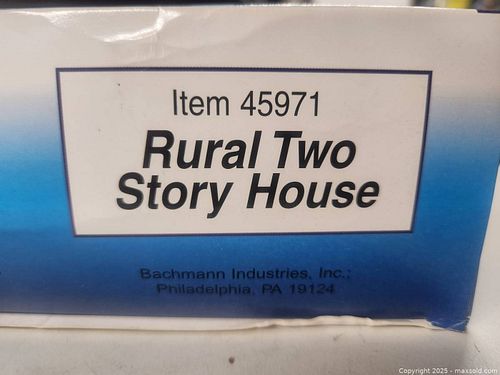 Item 45971
Rural Two
Story House
Bachmann Industries, Inc.;
Philadelphia, PA 19124
Copyright 2025 - maxsold.com